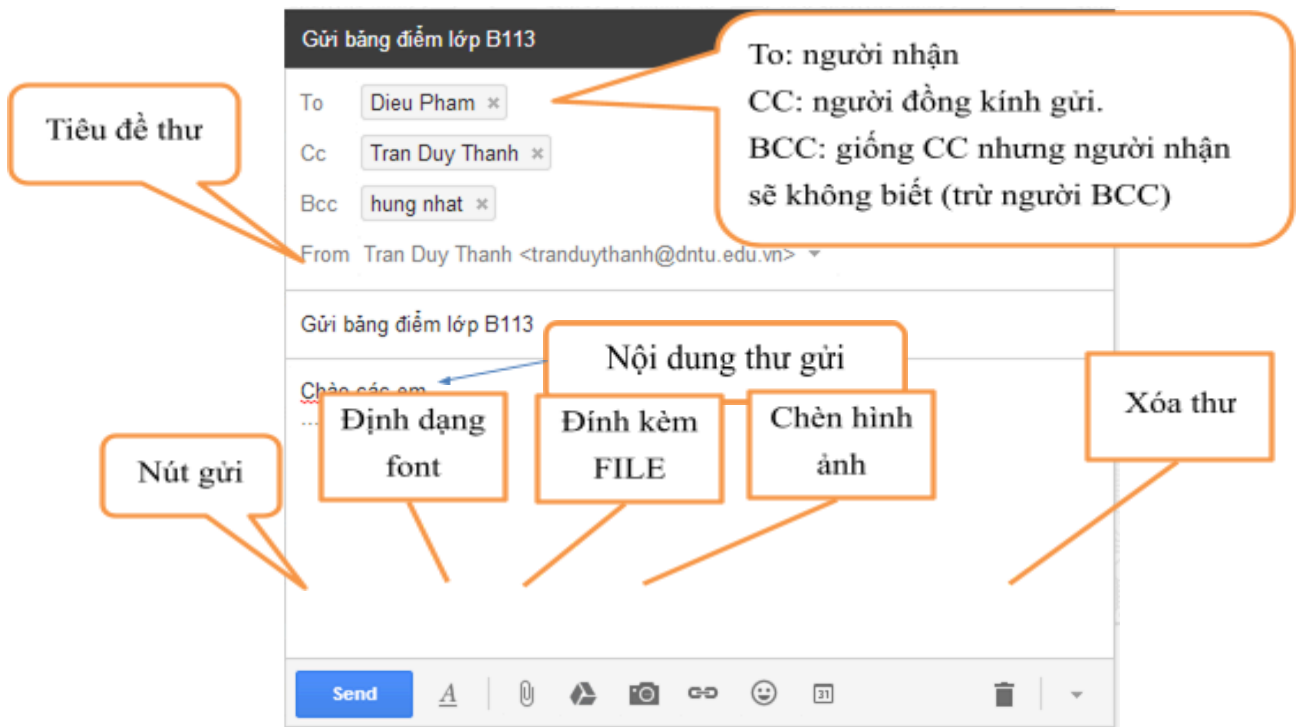 Gửi bảng điểm lớp B113
To: người nhận
CC: người đồng kính gửi.
BCC: giống CC nhưng người nhận
sẽ không biết (trừ người BCC)
Tiêu đề thư
To Dieu Pham ×
Cc Tran Duy Thanh ×
Bcc hung nhat ×
From Tran Duy Thanh <tranduythanh@dntu.edu.vn>
Gửi bảng điểm lớp B113
Nội dung thư gửi
Chào các em
...
Định dạng
font
Đính kèm
FILE
Chèn hình
ảnh
Xóa thư
Nút gửi
Send A 31